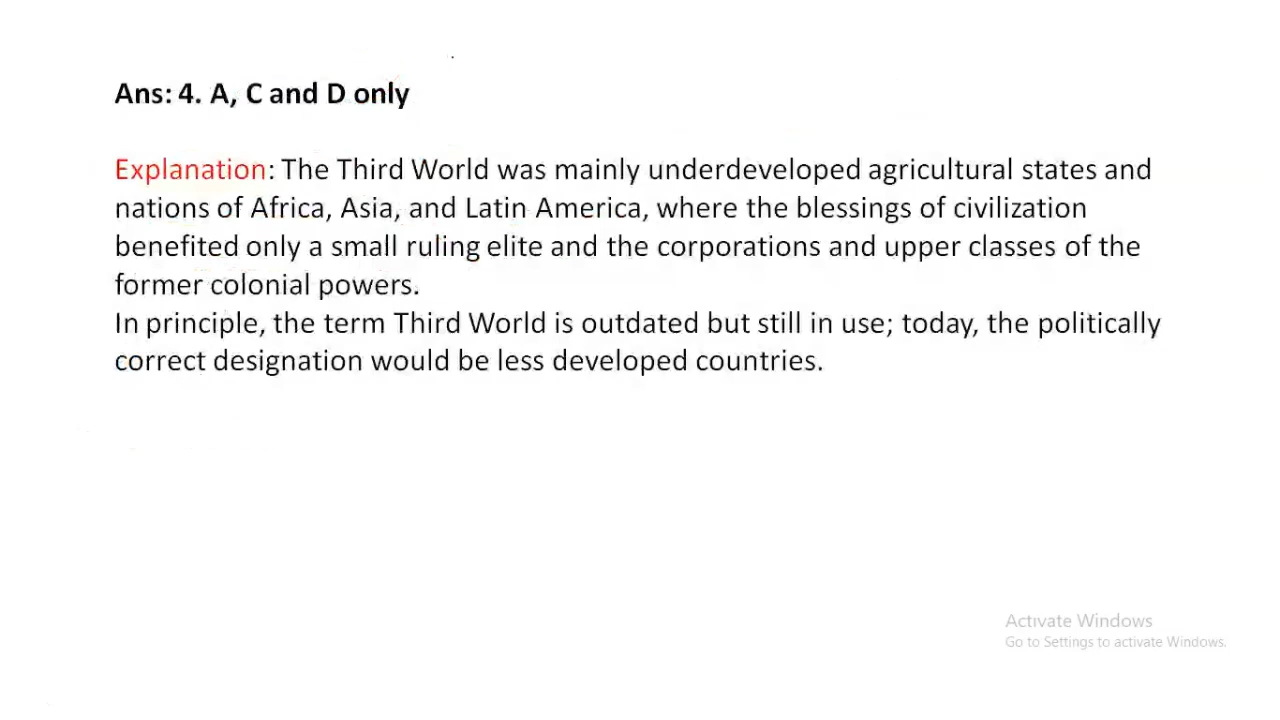 Ans: 4. A, C and D only
Explanation: The Third World was mainly underdeveloped agricultural states and
nations of Africa, Asia, and Latin America, where the blessings of civilization
benefited only a small ruling elite and the corporations and upper classes of the
former colonial powers.
In principle, the term Third World is outdated but still in use; today, the politically
correct designation would be less developed countries.
Activate Windows
Go to Settings to activate Windows.